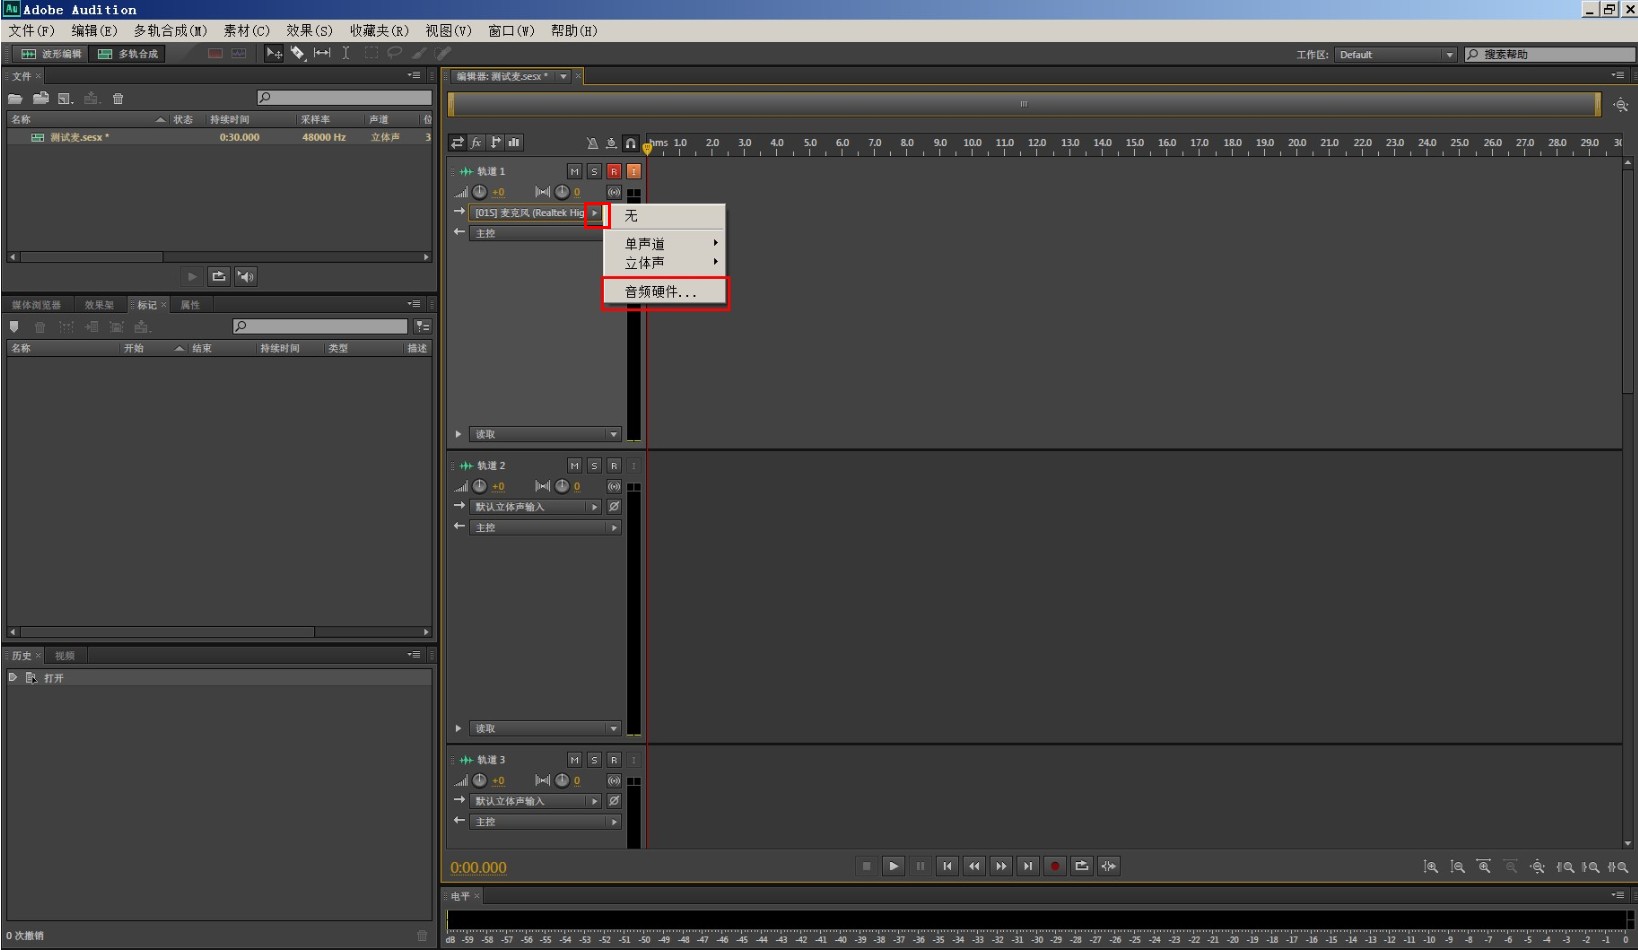 Au Adobe Audition
文件(F) 编辑(E) 多轨合成(M) 素材(C) 效果(S) 收藏夹(R) 视图(V) 窗口(W) 帮助(H)
波形编辑 多轨合成 工作区: Default 搜索帮助
文件 ×
名称 状态 持续时间 采样率 声道 位
测试麦.sesx * 0:30.000 48000 Hz 立体声 3
媒体浏览器 效果架 标记 × 属性
名称 开始 结束 持续时间 类型 描述
历史 × 视频
打开
0 次撤销
编辑器: 测试麦.sesx * ×
fx
hms 1.0 2.0 3.0 4.0 5.0 6.0 7.0 8.0 9.0 10.0 11.0 12.0 13.0 14.0 15.0 16.0 17.0 18.0 19.0 20.0 21.0 22.0 23.0 24.0 25.0 26.0 27.0 28.0 29.0 30
轨道 1 M S R I
+0 0
[01S] 麦克风 (Realtek Hig
主控
无
单声道
立体声
音频硬件...
读取
轨道 2 M S R I
+0 0
默认立体声输入
主控
读取
轨道 3 M S R I
+0 0
默认立体声输入
主控
0:00.000
电平 ×
dB -59 -58 -57 -56 -55 -54 -53 -52 -51 -50 -49 -48 -47 -46 -45 -44 -43 -42 -41 -40 -39 -38 -37 -36 -35 -34 -33 -32 -31 -30 -29 -28 -27 -26 -25 -24 -23 -22 -21 -20 -19 -18 -17 -16 -15 -14 -13 -12 -11 -10 -9 -8 -7 -6 -5 -4 -3 -2 -1 0